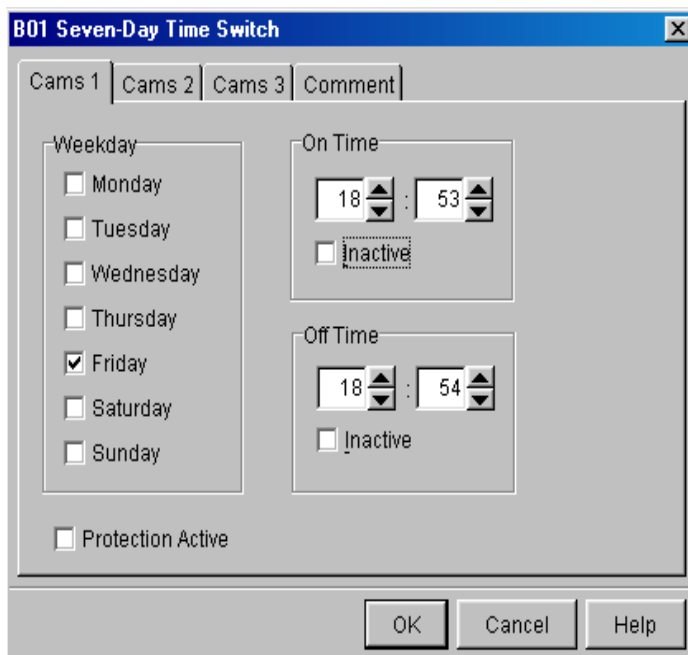 B01 Seven-Day Time Switch
Cams 1 Cams 2 Cams 3 Comment
Weekday
Monday
Tuesday
Wednesday
Thursday
Friday
Saturday
Sunday
On Time
18 : 53
Inactive
Off Time
18 : 54
Inactive
Protection Active
OK Cancel Help